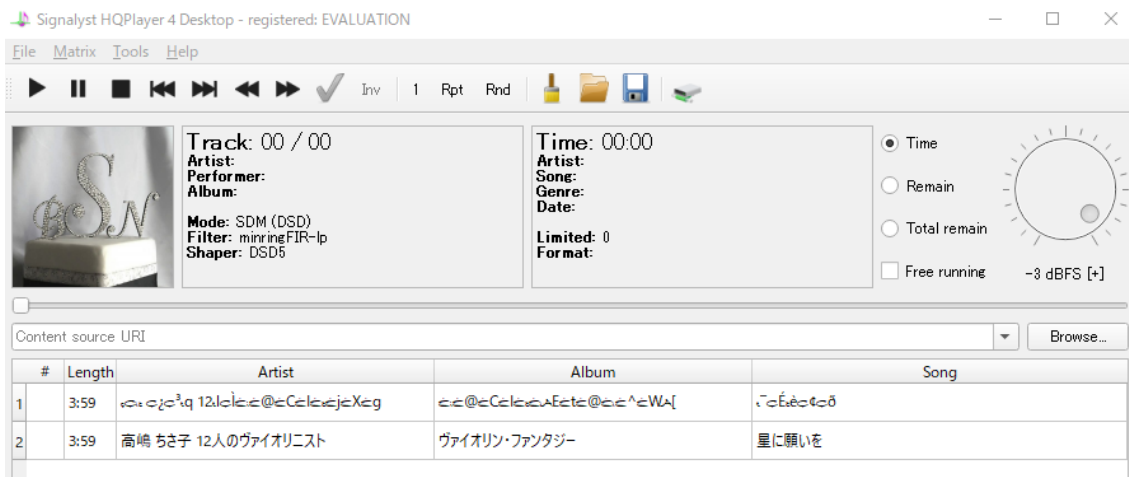 Signalyst HQPlayer 4 Desktop - registered: EVALUATION
File Matrix Tools Help
Inv 1 Rpt Rnd
Track: 00 / 00
Artist:
Performer:
Album:
Mode: SDM (DSD)
Filter: minringFIR-lp
Shaper: DSD5
Time: 00:00
Artist:
Song:
Genre:
Date:
Limited: 0
Format:
Time
Remain
Total remain
Free running
-3 dBFS [+]
Content source URI
Browse...
# Length Artist Album Song
1 3:59
2 3:59 高嶋 ちさ子 12人のヴァイオリニスト ヴァイオリン・ファンタジー 星に願いを